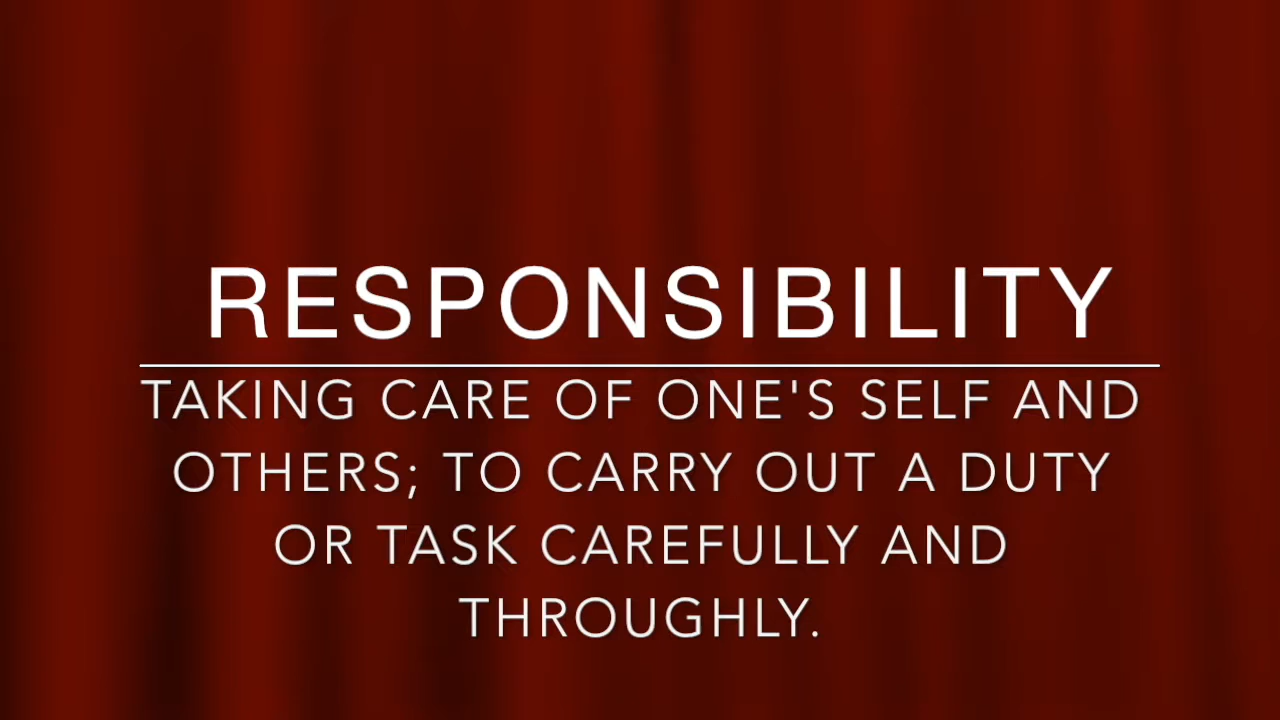 RESPONSIBILITY
TAKING CARE OF ONE'S SELF AND
OTHERS; TO CARRY OUT A DUTY
OR TASK CAREFULLY AND
THROUGHLY.